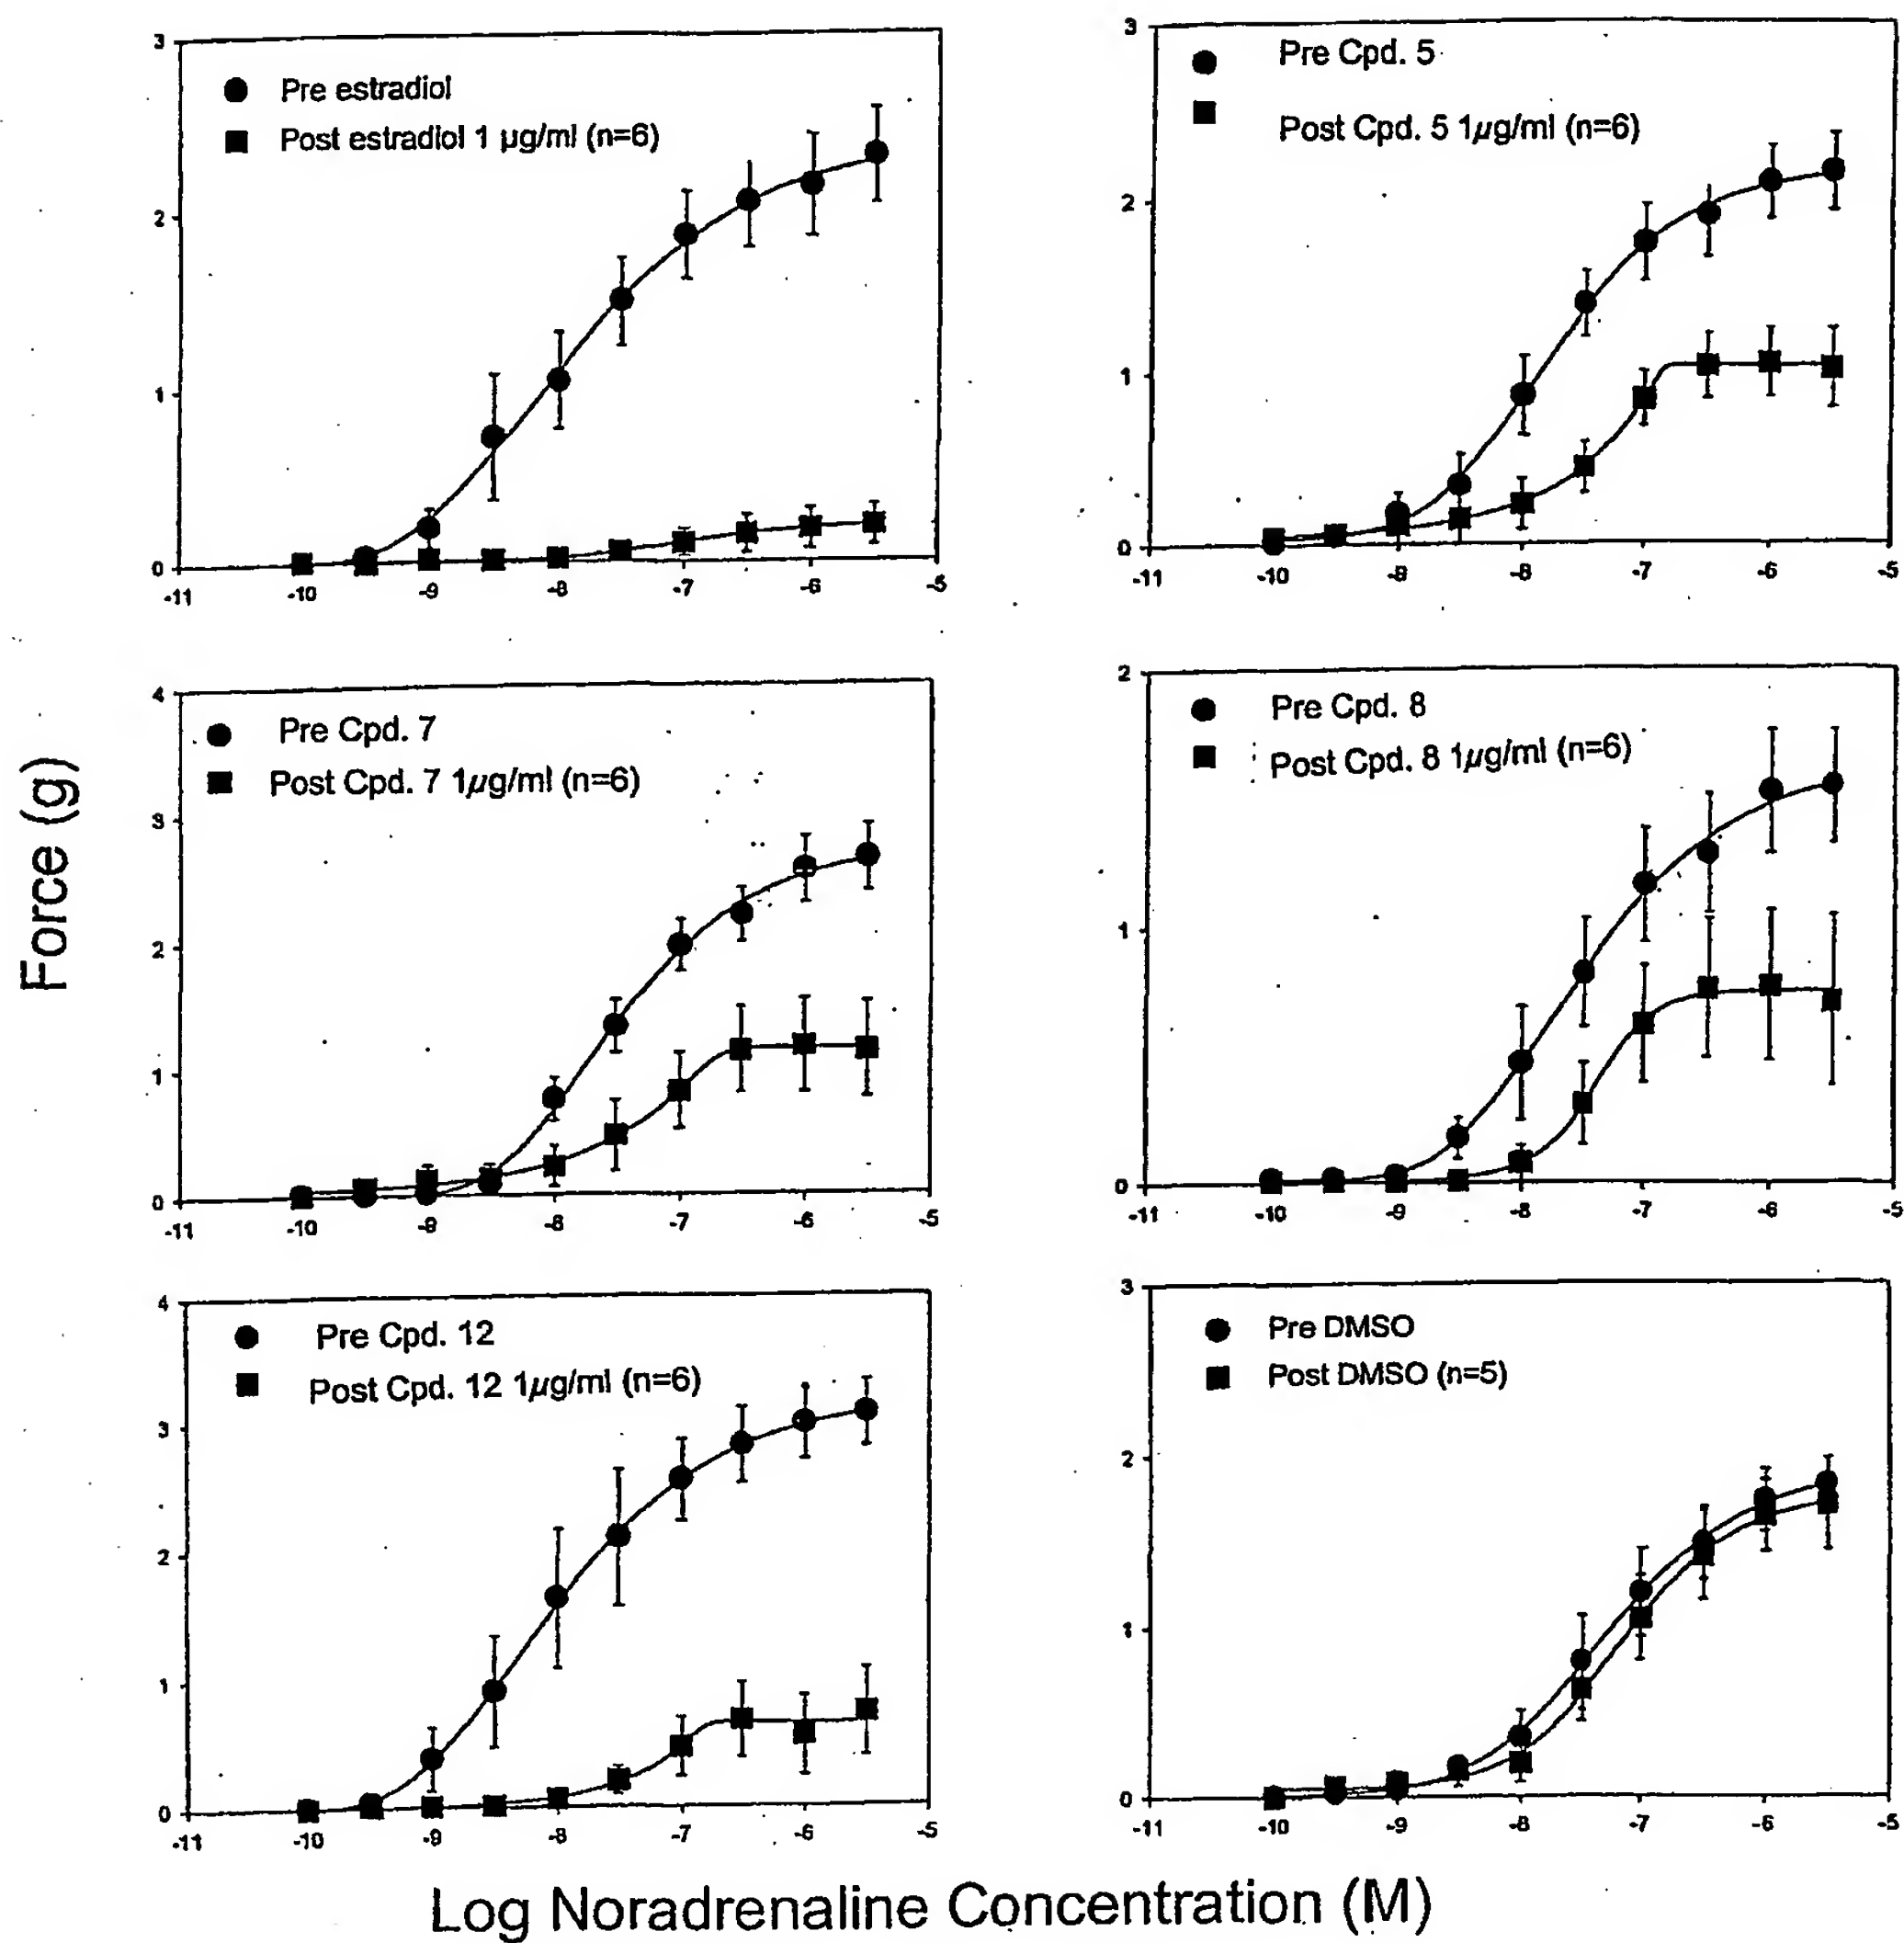 3
Pre estradiol
Post estradiol 1 µg/ml (n=6)
2
1
0
-11 -10 -9 -8 -7 -6 -5
3
Pre Cpd. 5
Post Cpd. 5 1µg/ml (n=6)
2
1
0
-11 -10 -9 -8 -7 -6 -5
Force (g)
4
Pre Cpd. 7
Post Cpd. 7 1µg/ml (n=6)
3
2
1
0
-11 -10 -9 -8 -7 -6 -5
2
Pre Cpd. 8
Post Cpd. 8 1µg/ml (n=6)
1
0
-11 -10 -9 -8 -7 -6 -5
4
Pre Cpd. 12
Post Cpd. 12 1µg/ml (n=6)
3
2
1
0
-11 -10 -9 -8 -7 -6 -5
3
Pre DMSO
Post DMSO (n=5)
2
1
0
-11 -10 -9 -8 -7 -6 -5
Log Noradrenaline Concentration (M)